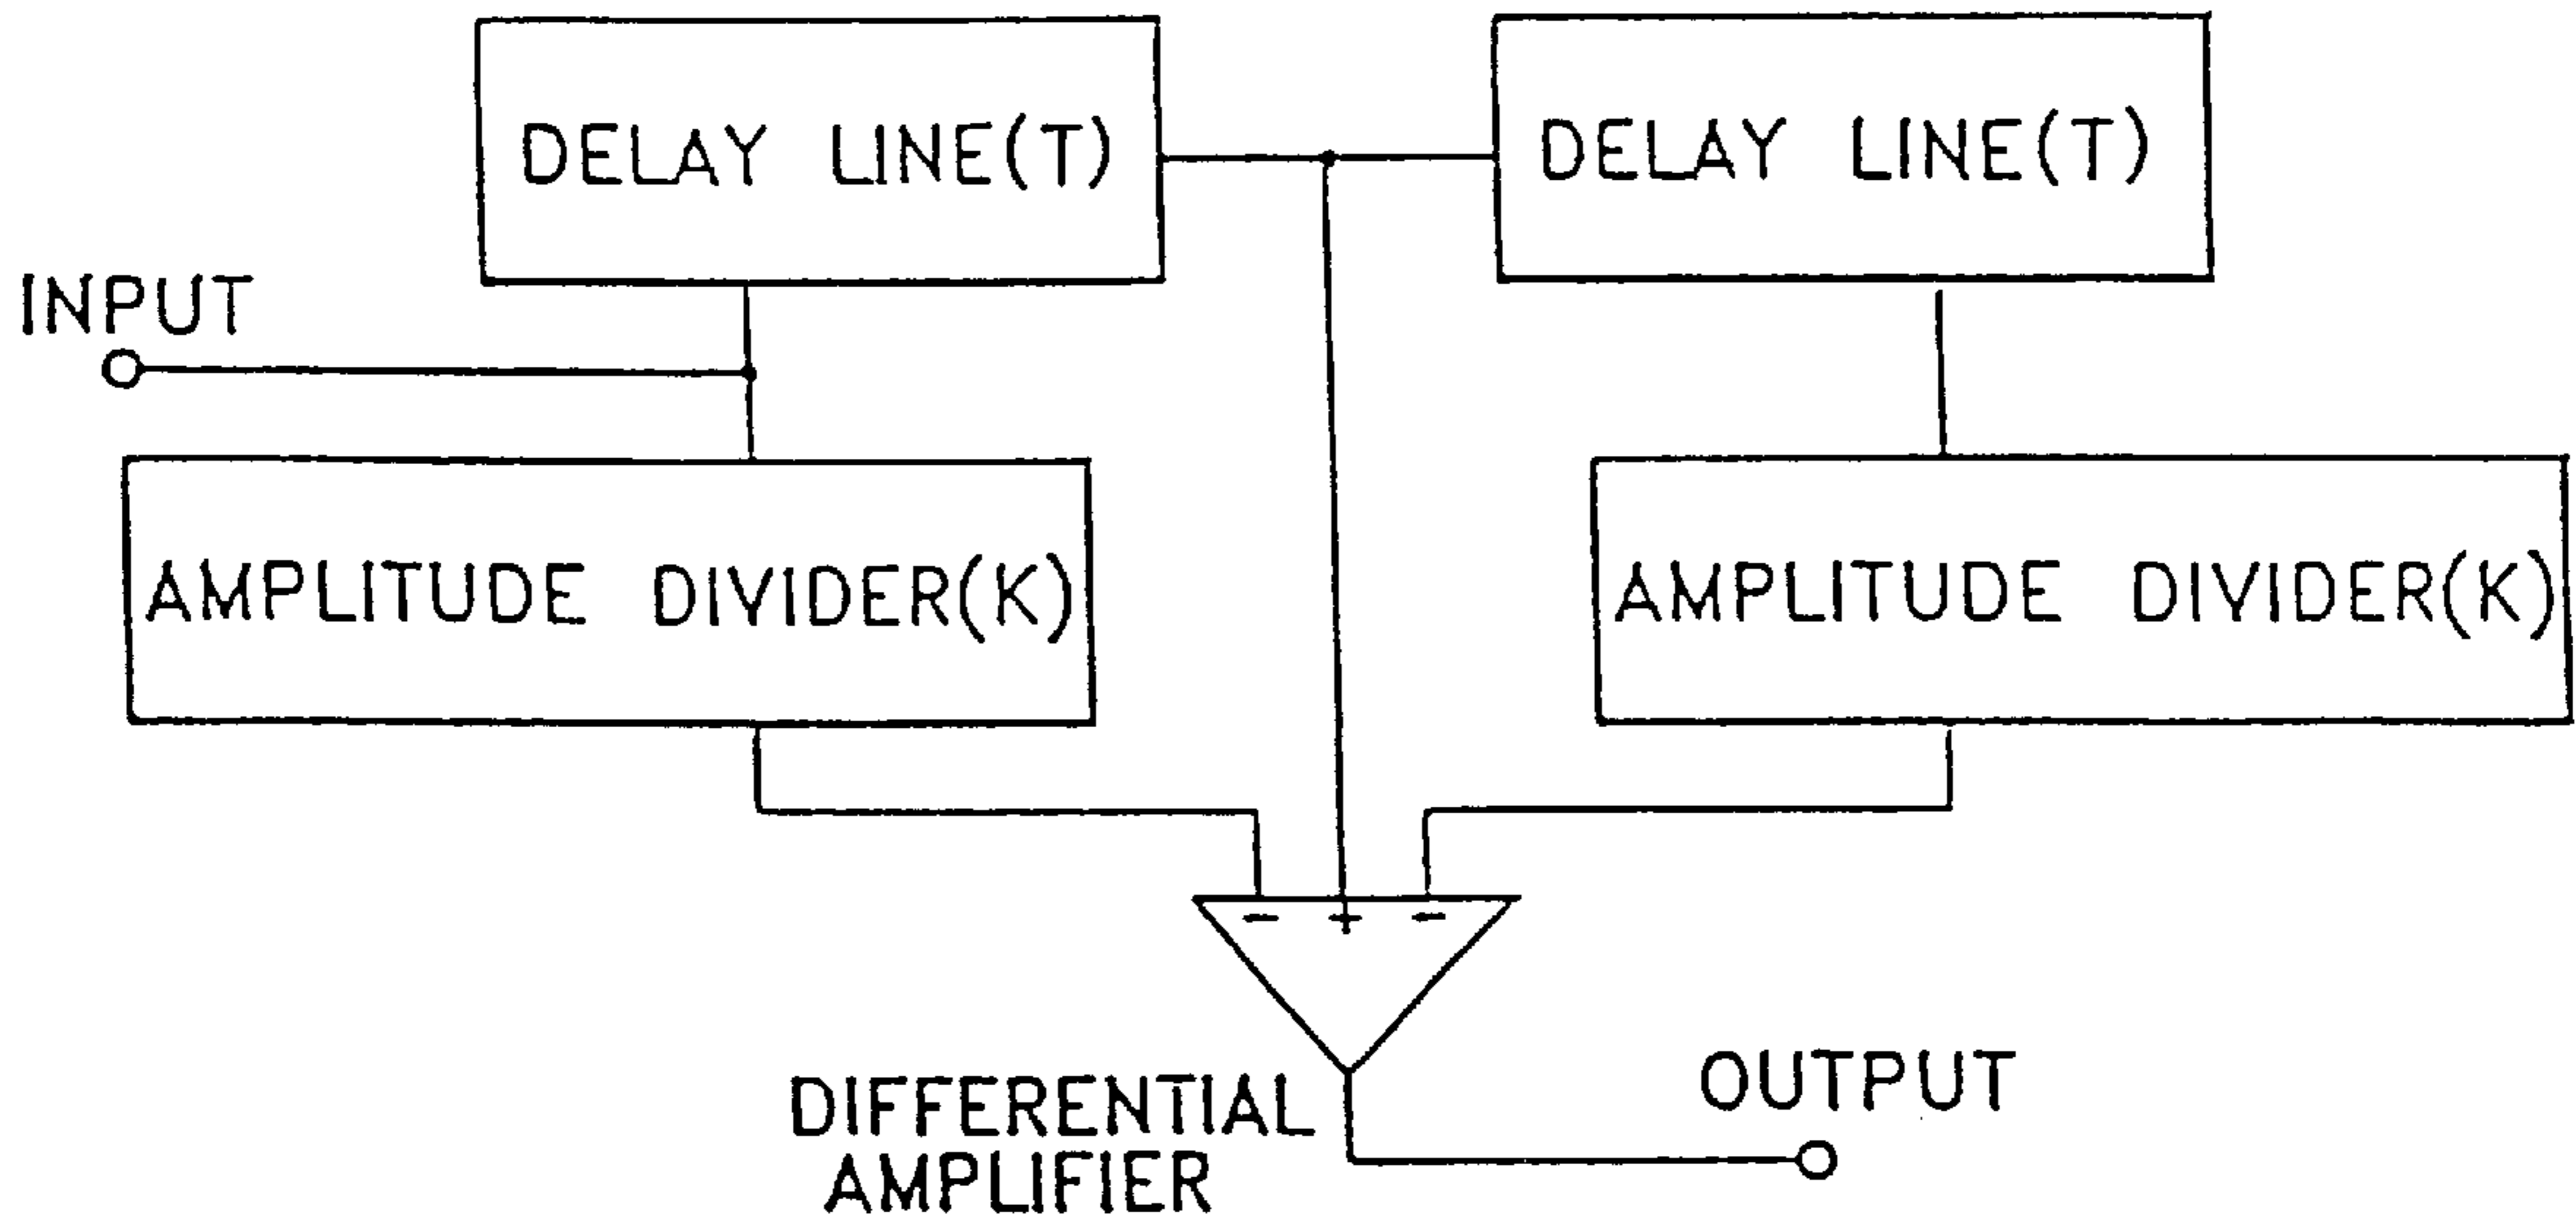 DELAY LINE(T)
DELAY LINE(T)
INPUT
AMPLITUDE DIVIDER(K)
AMPLITUDE DIVIDER(K)
- + -
DIFFERENTIAL
AMPLIFIER
OUTPUT